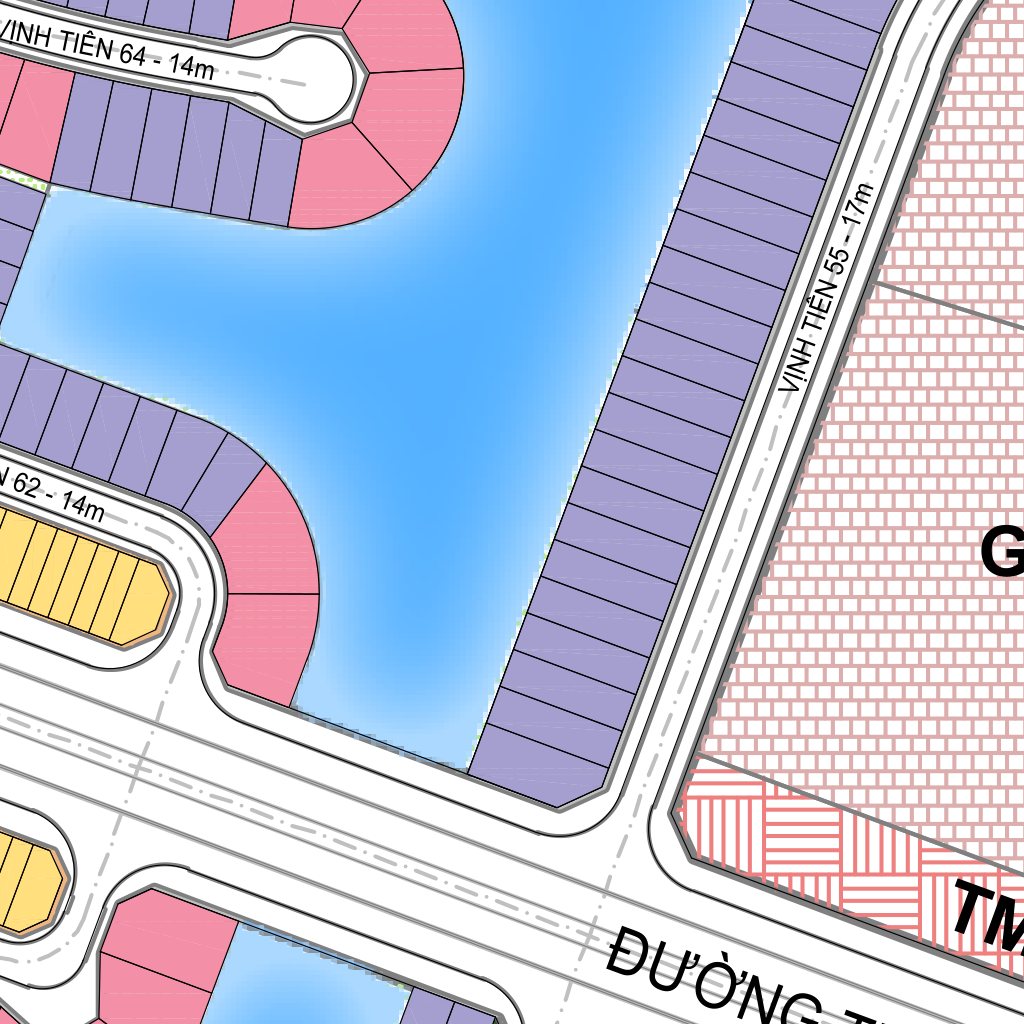 VỊNH TIÊN 64 - 14m
VỊNH TIÊN 55 - 17m
62 - 14m
G
TM
ĐƯỜNG